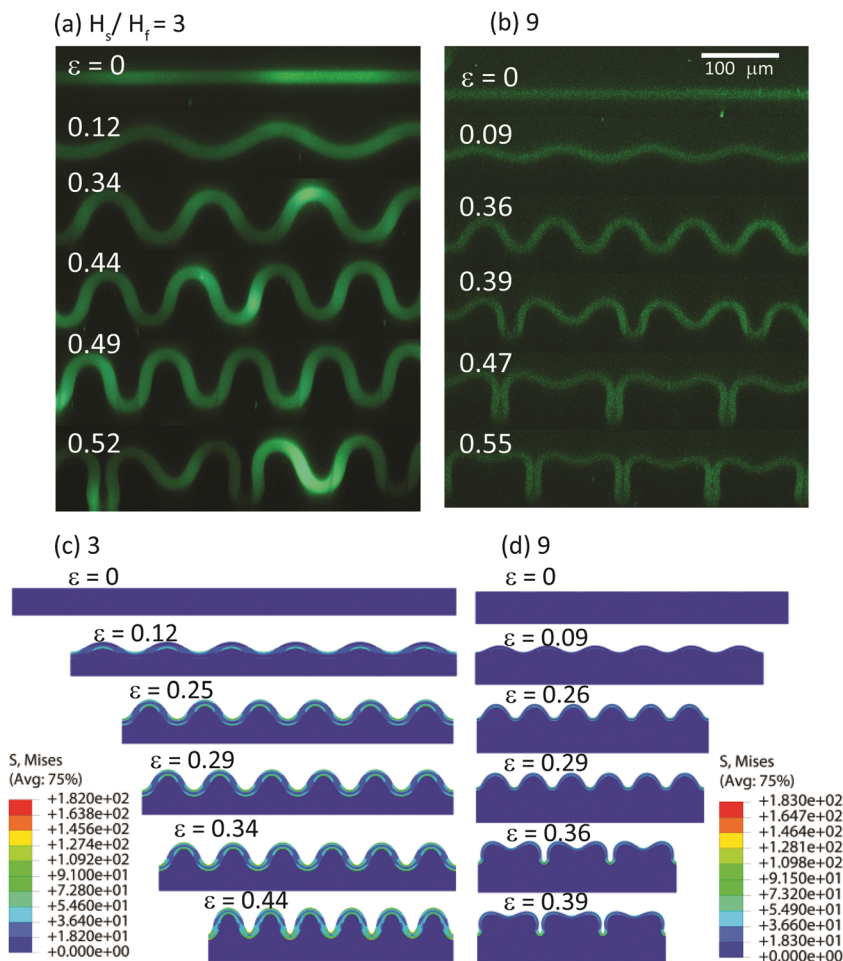 (a) Hs/ Hf = 3
ε = 0
0.12
0.34
0.44
0.49
0.52
(b) 9
100 μm
ε = 0
0.09
0.36
0.39
0.47
0.55
(c) 3
ε = 0
ε = 0.12
ε = 0.25
ε = 0.29
ε = 0.34
ε = 0.44
S, Mises
(Avg: 75%)
+1.820e+02
+1.638e+02
+1.456e+02
+1.274e+02
+1.092e+02
+9.100e+01
+7.280e+01
+5.460e+01
+3.640e+01
+1.820e+01
+0.000e+00
(d) 9
ε = 0
ε = 0.09
ε = 0.26
ε = 0.29
ε = 0.36
ε = 0.39
S, Mises
(Avg: 75%)
+1.830e+02
+1.647e+02
+1.464e+02
+1.281e+02
+1.098e+02
+9.150e+01
+7.320e+01
+5.490e+01
+3.660e+01
+1.830e+01
+0.000e+00